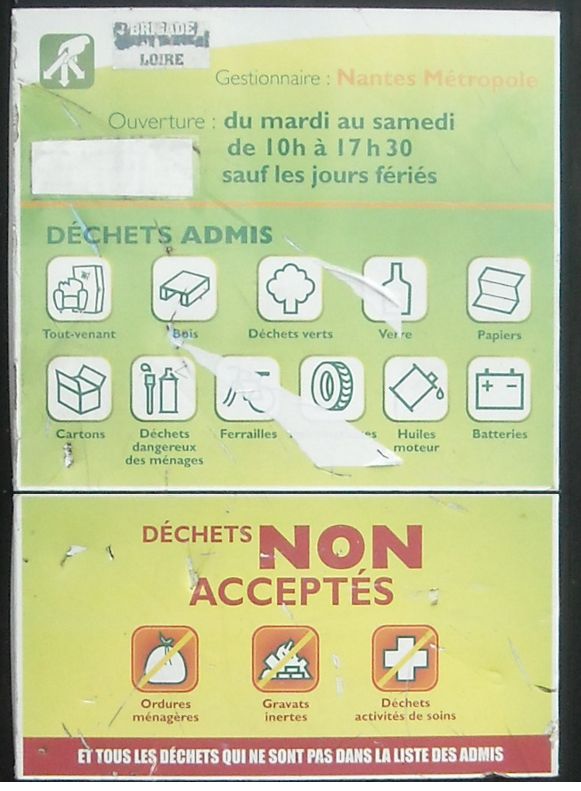 BRIGADE
LOIRE
Gestionnaire : Nantes Métropole
Ouverture : du mardi au samedi
de 10h à 17h30
sauf les jours fériés
DÉCHETS ADMIS
Tout-venant
Bois
Déchets verts
Verre
Papiers
Cartons
Déchets
dangereux
des ménages
Ferrailles
Huiles
moteur
Batteries
DÉCHETS NON
ACCEPTÉS
Ordures
ménagères
Gravats
inertes
Déchets
activités de soins
ET TOUS LES DÉCHETS QUI NE SONT PAS DANS LA LISTE DES ADMIS